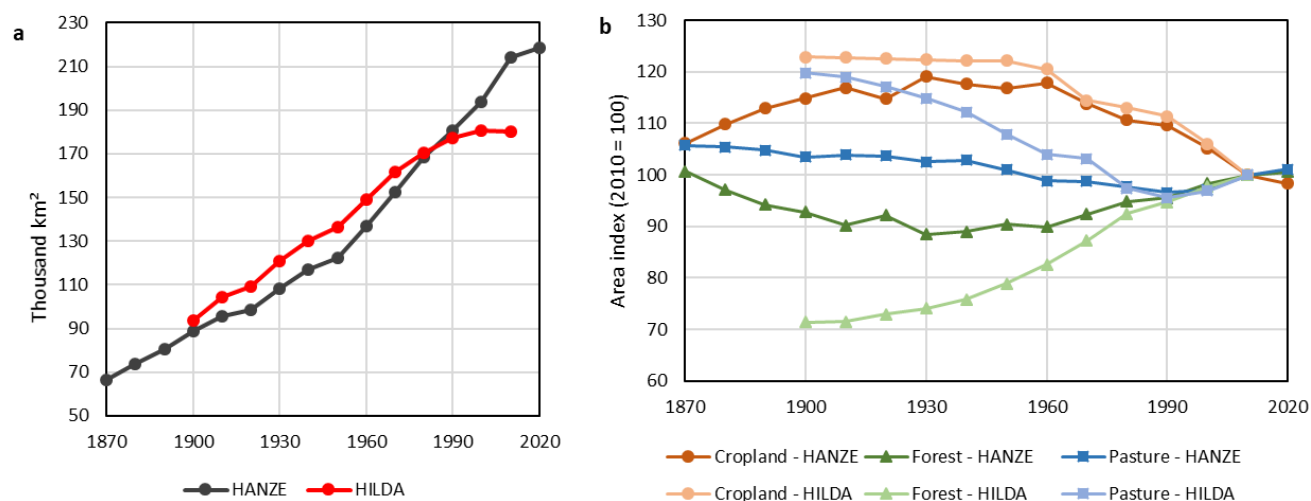 a
Thousand km²
230
210
190
170
150
130
110
90
70
50
1870
1900
1930
1960
1990
2020
HANZE
HILDA
b
Area index (2010 = 100)
130
120
110
100
90
80
70
60
1870
1900
1930
1960
1990
2020
Cropland - HANZE
Forest - HANZE
Pasture - HANZE
Cropland - HILDA
Forest - HILDA
Pasture - HILDA